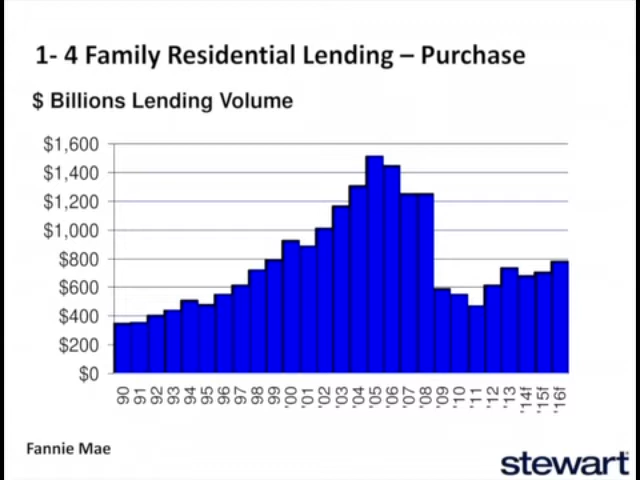 1- 4 Family Residential Lending – Purchase
$ Billions Lending Volume
$1,600
$1,400
$1,200
$1,000
$800
$600
$400
$200
$0
90 91 92 93 94 95 96 97 98 99 '00 '01 '02 '03 '04 '05 '06 '07 '08 '09 '10 '11 '12 '13 '14f '15f '16f
Fannie Mae
stewart